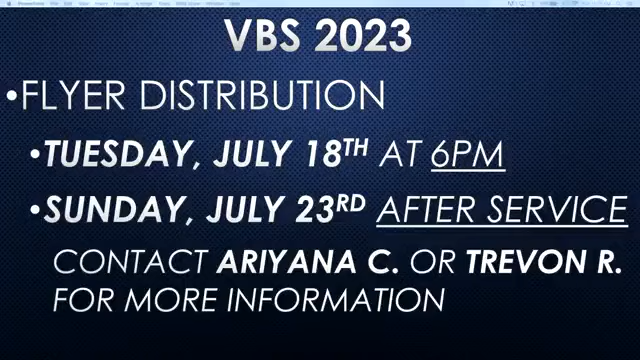 VBS 2023
•FLYER DISTRIBUTION
•TUESDAY, JULY 18TH AT 6PM
•SUNDAY, JULY 23RD AFTER SERVICE
CONTACT ARIYANA C. OR TREVON R.
FOR MORE INFORMATION